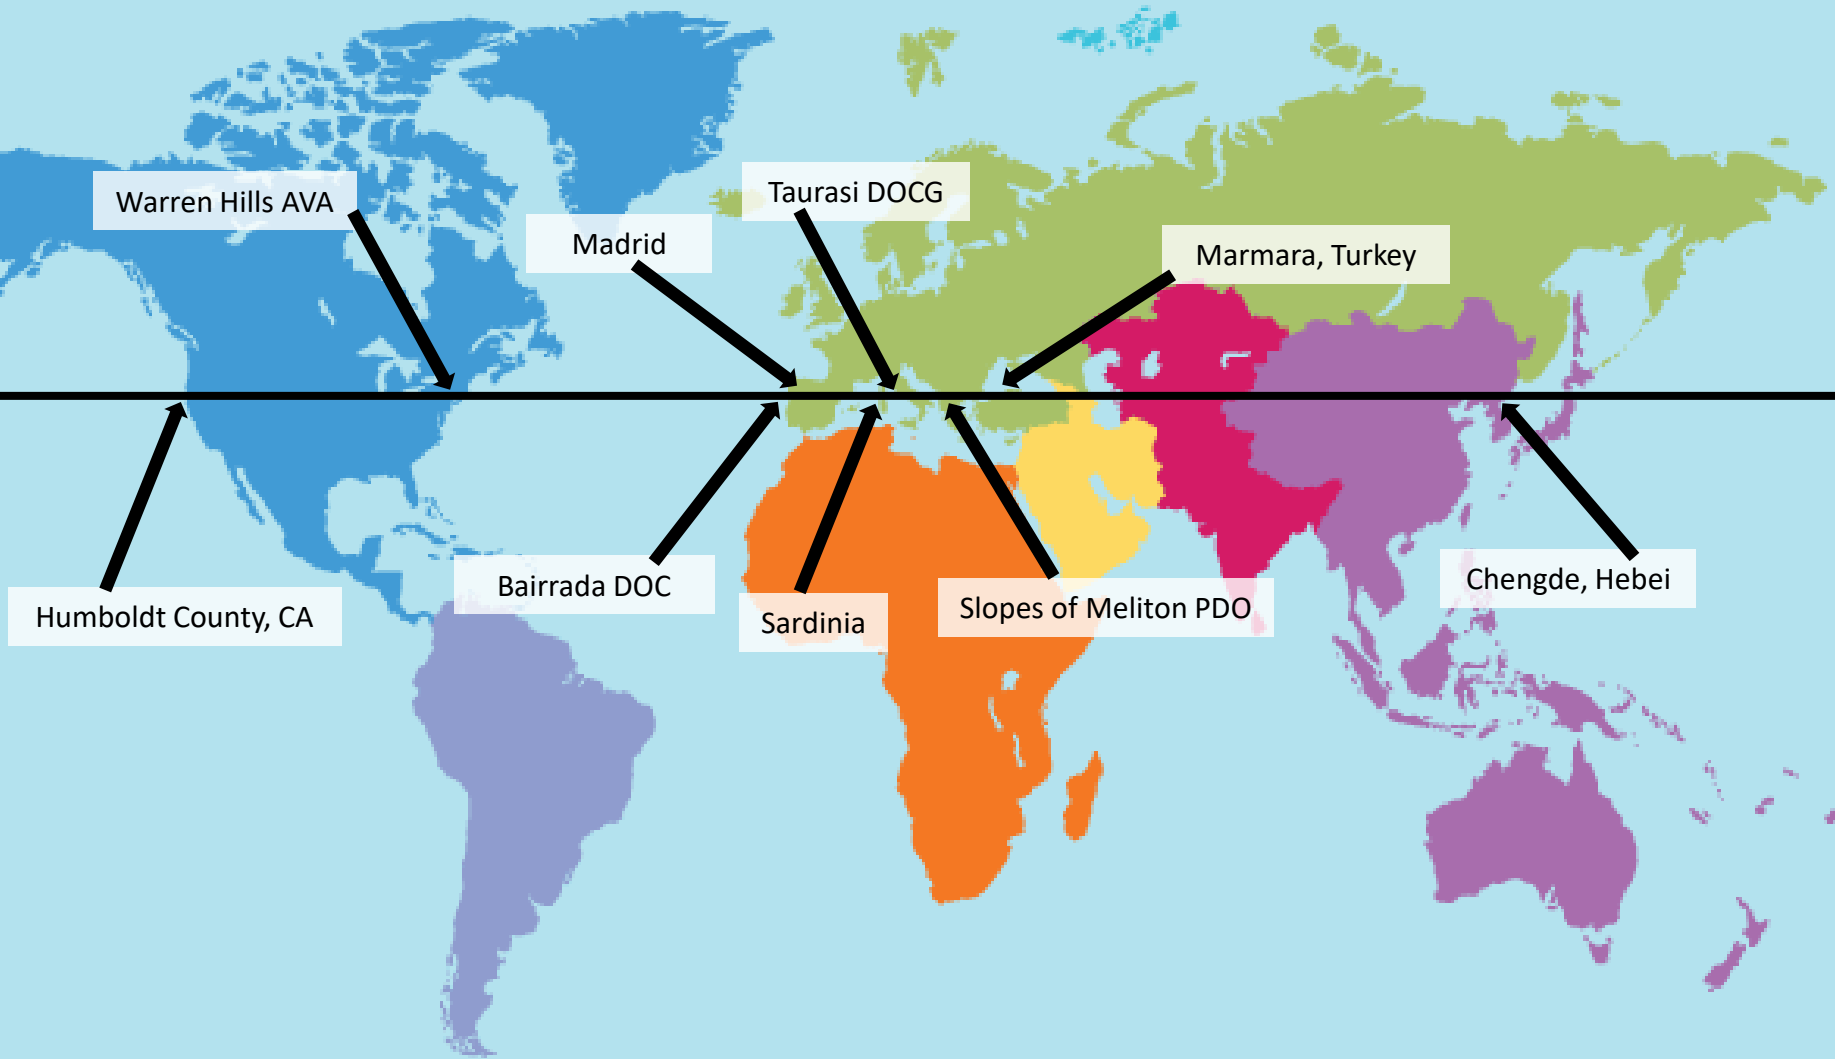 Taurasi DOCG
Warren Hills AVA
Madrid
Marmara, Turkey
Bairrada DOC
Chengde, Hebei
Humboldt County, CA
Sardinia
Slopes of Meliton PDO